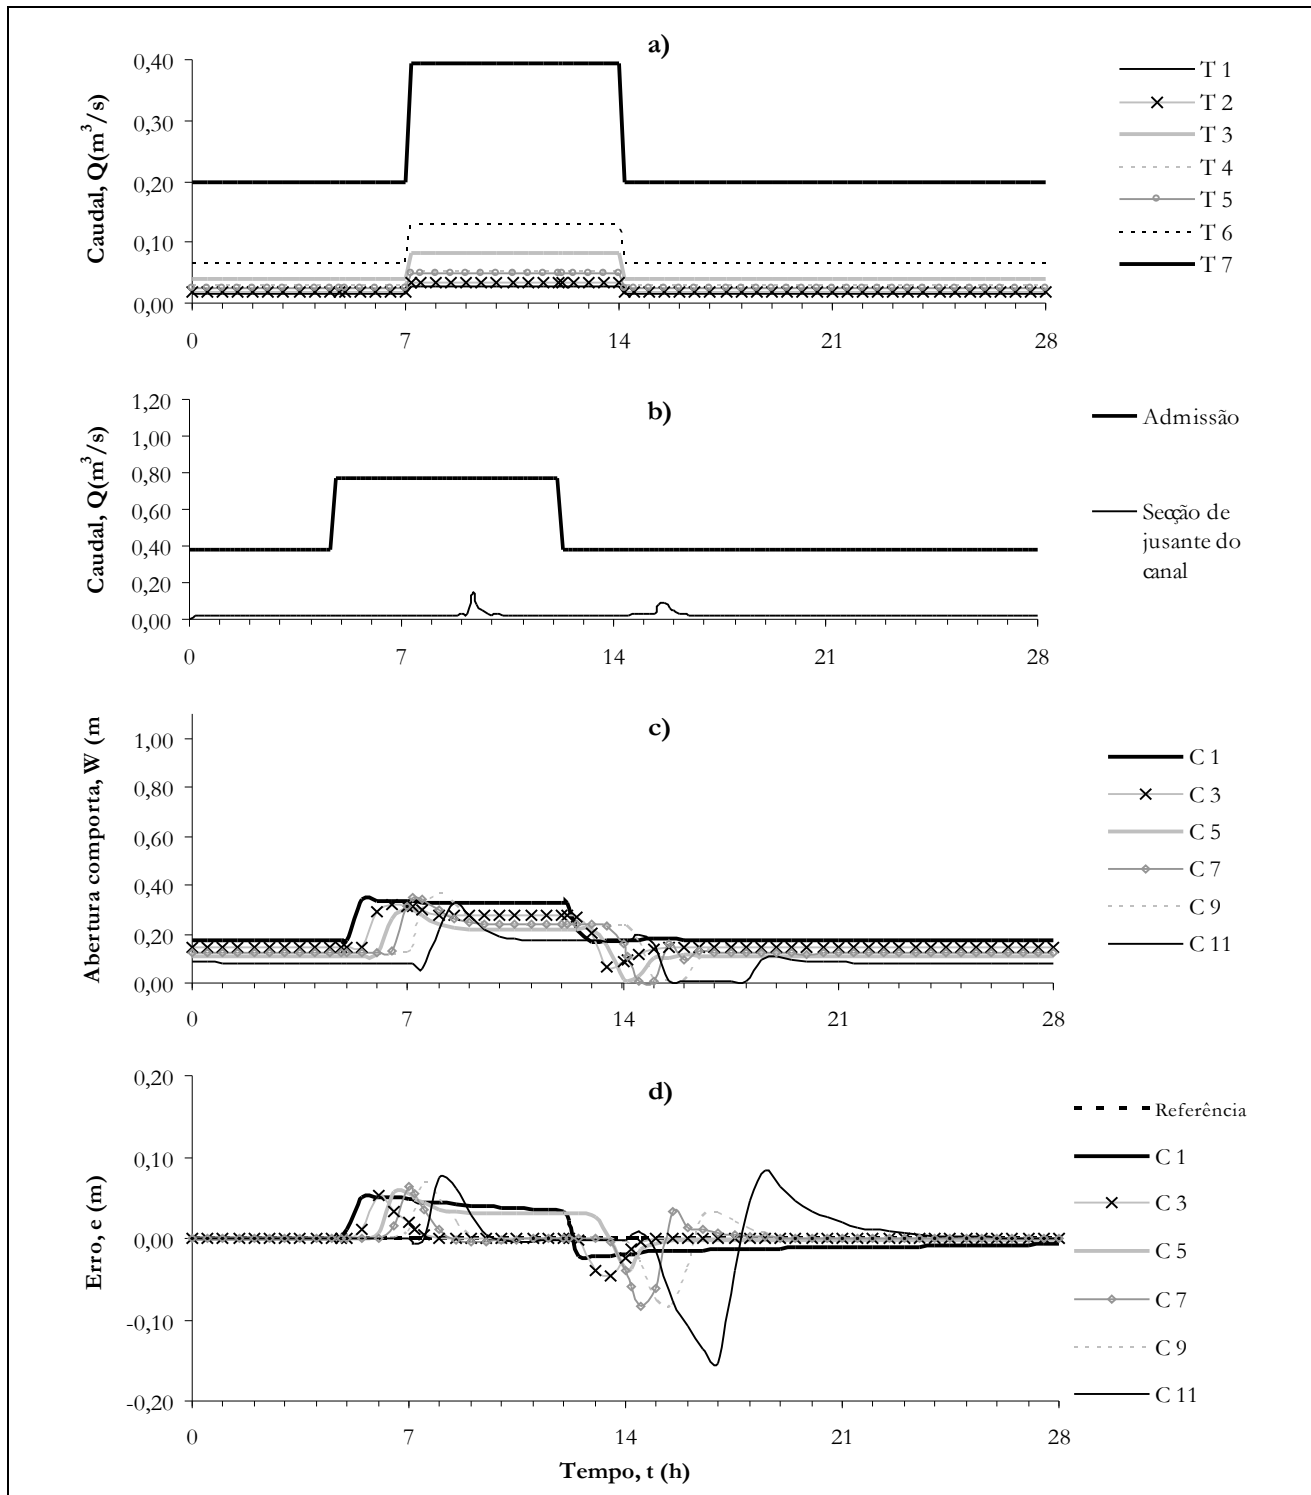 a)
Caudal, Q(m³/s)
0,40
0,30
0,20
0,10
0,00
0
7
14
21
28
T 1
T 2
T 3
T 4
T 5
T 6
T 7
b)
Caudal, Q(m³/s)
1,20
1,00
0,80
0,60
0,40
0,20
0,00
0
7
14
21
28
Admissão
Secção de
jusante do
canal
c)
Abertura comporta, W (m
1,00
0,80
0,60
0,40
0,20
0,00
0
7
14
21
28
C 1
C 3
C 5
C 7
C 9
C 11
d)
Erro, e (m)
0,20
0,10
0,00
-0,10
-0,20
0
7
14
21
28
Tempo, t (h)
Referência
C 1
C 3
C 5
C 7
C 9
C 11